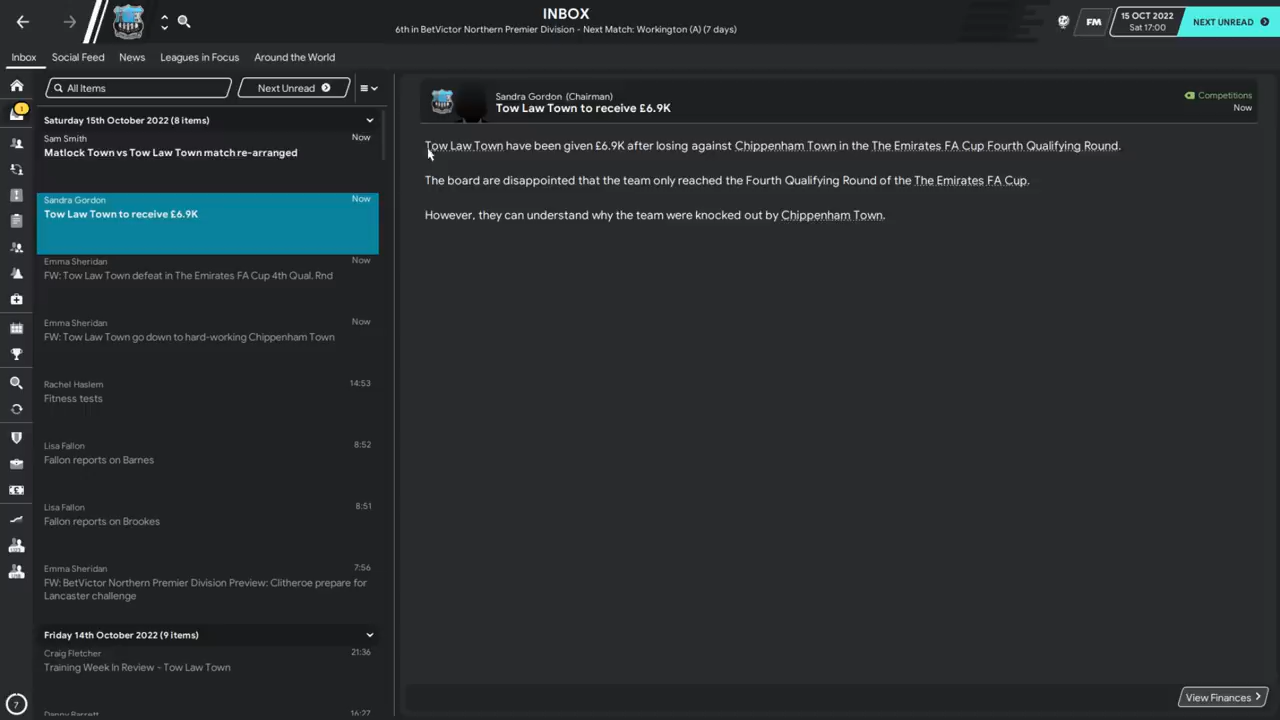 INBOX
6th in BetVictor Northern Premier Division - Next Match: Workington (A) (7 days)
FM
15 OCT 2022
Sat 17:00
NEXT UNREAD
Inbox
Social Feed
News
Leagues in Focus
Around the World
1
All Items
Next Unread
Saturday 15th October 2022 (8 items)
Sam Smith
Now
Matlock Town vs Tow Law Town match re-arranged
Sandra Gordon
Now
Tow Law Town to receive £6.9K
Emma Sheridan
Now
FW: Tow Law Town defeat in The Emirates FA Cup 4th Qual. Rnd
Emma Sheridan
Now
FW: Tow Law Town go down to hard-working Chippenham Town
Rachel Haslem
14:53
Fitness tests
Lisa Fallon
8:52
Fallon reports on Barnes
Lisa Fallon
8:51
Fallon reports on Brookes
Emma Sheridan
7:56
FW: BetVictor Northern Premier Division Preview: Clitheroe prepare for
Lancaster challenge
Friday 14th October 2022 (9 items)
Craig Fletcher
21:36
Training Week In Review - Tow Law Town
Danny Barrett
16:27
7
Sandra Gordon (Chairman)
Tow Law Town to receive £6.9K
Competitions
Now
Tow Law Town have been given £6.9K after losing against Chippenham Town in the The Emirates FA Cup Fourth Qualifying Round.
The board are disappointed that the team only reached the Fourth Qualifying Round of the The Emirates FA Cup.
However, they can understand why the team were knocked out by Chippenham Town.
View Finances